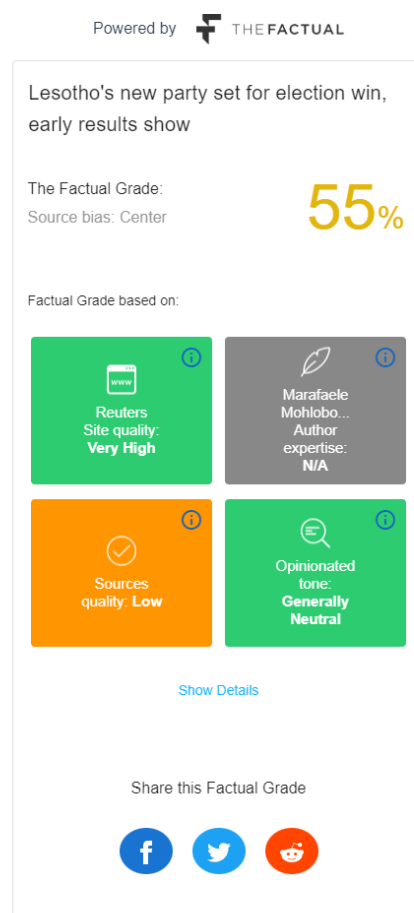 Powered by THEFACTUAL
Lesotho's new party set for election win,
early results show
The Factual Grade:
Source bias: Center
55%
Factual Grade based on:
www
Reuters
Site quality:
Very High
Marafaele
Mohlobo...
Author
expertise:
N/A
Sources
quality: Low
Opinionated
tone:
Generally
Neutral
Show Details
Share this Factual Grade